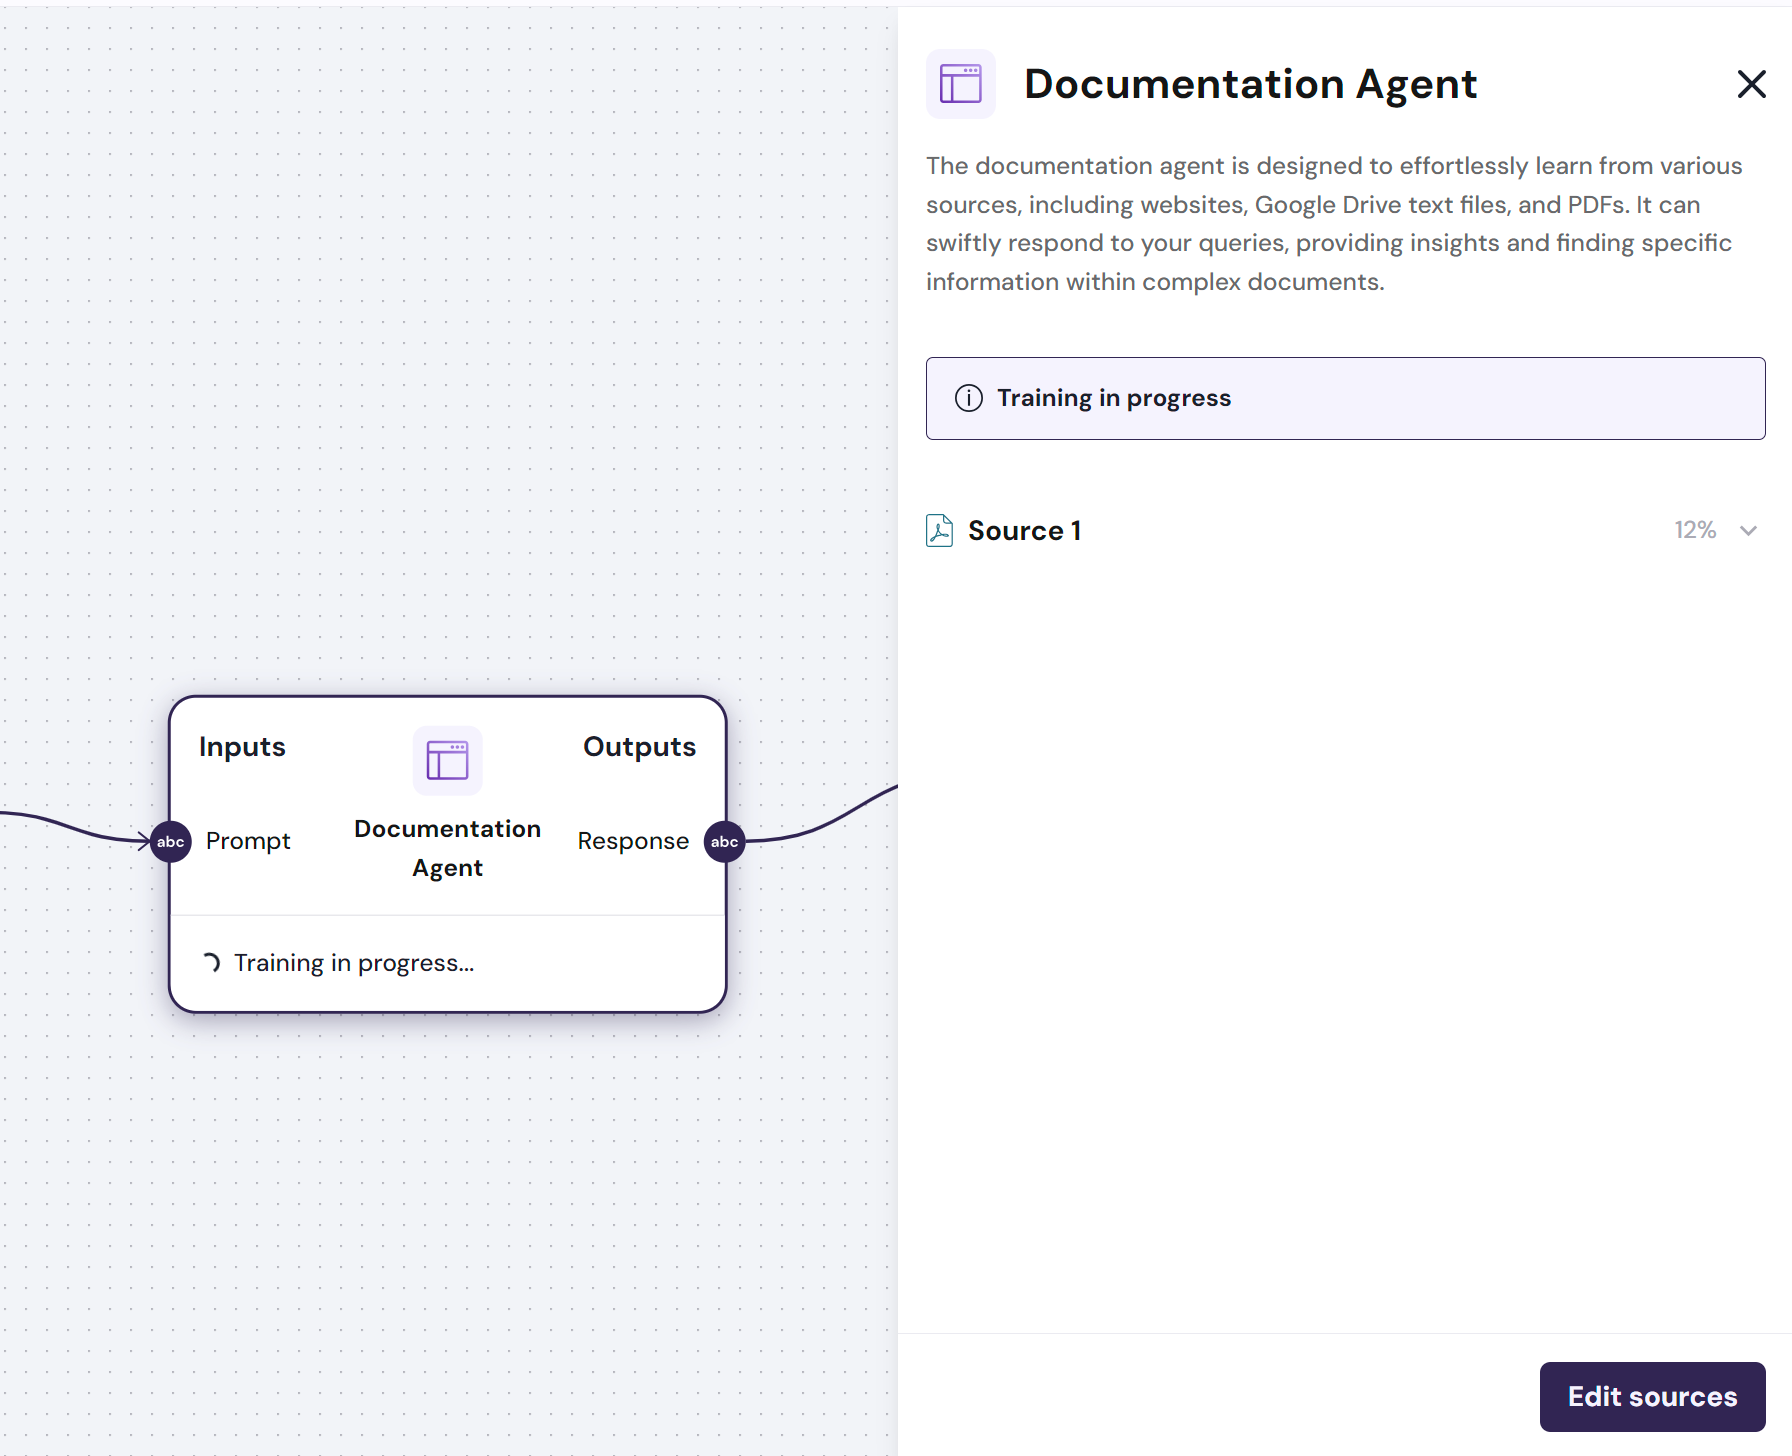 Documentation Agent
The documentation agent is designed to effortlessly learn from various
sources, including websites, Google Drive text files, and PDFs. It can
swiftly respond to your queries, providing insights and finding specific
information within complex documents.
Training in progress
Source 1
12%
Inputs
Outputs
abc
Prompt
Documentation
Agent
Response
abc
Training in progress...
Edit sources